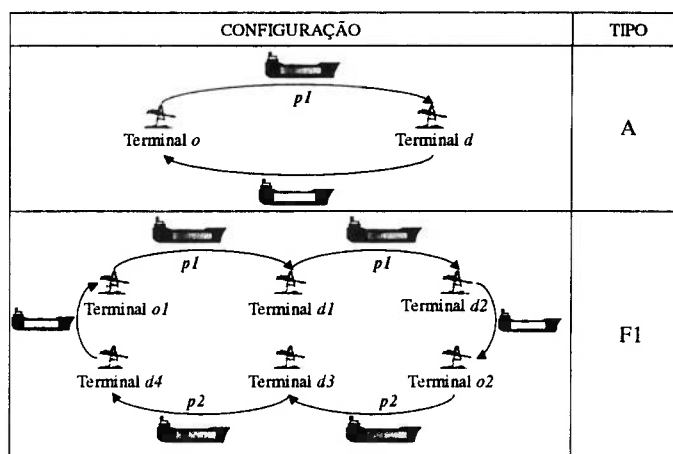 CONFIGURAÇÃO TIPO
p1
Terminal o Terminal d A
p1 p1
Terminal o1 Terminal d1 Terminal d2
F1
Terminal d4 Terminal d3 Terminal o2
p2 p2